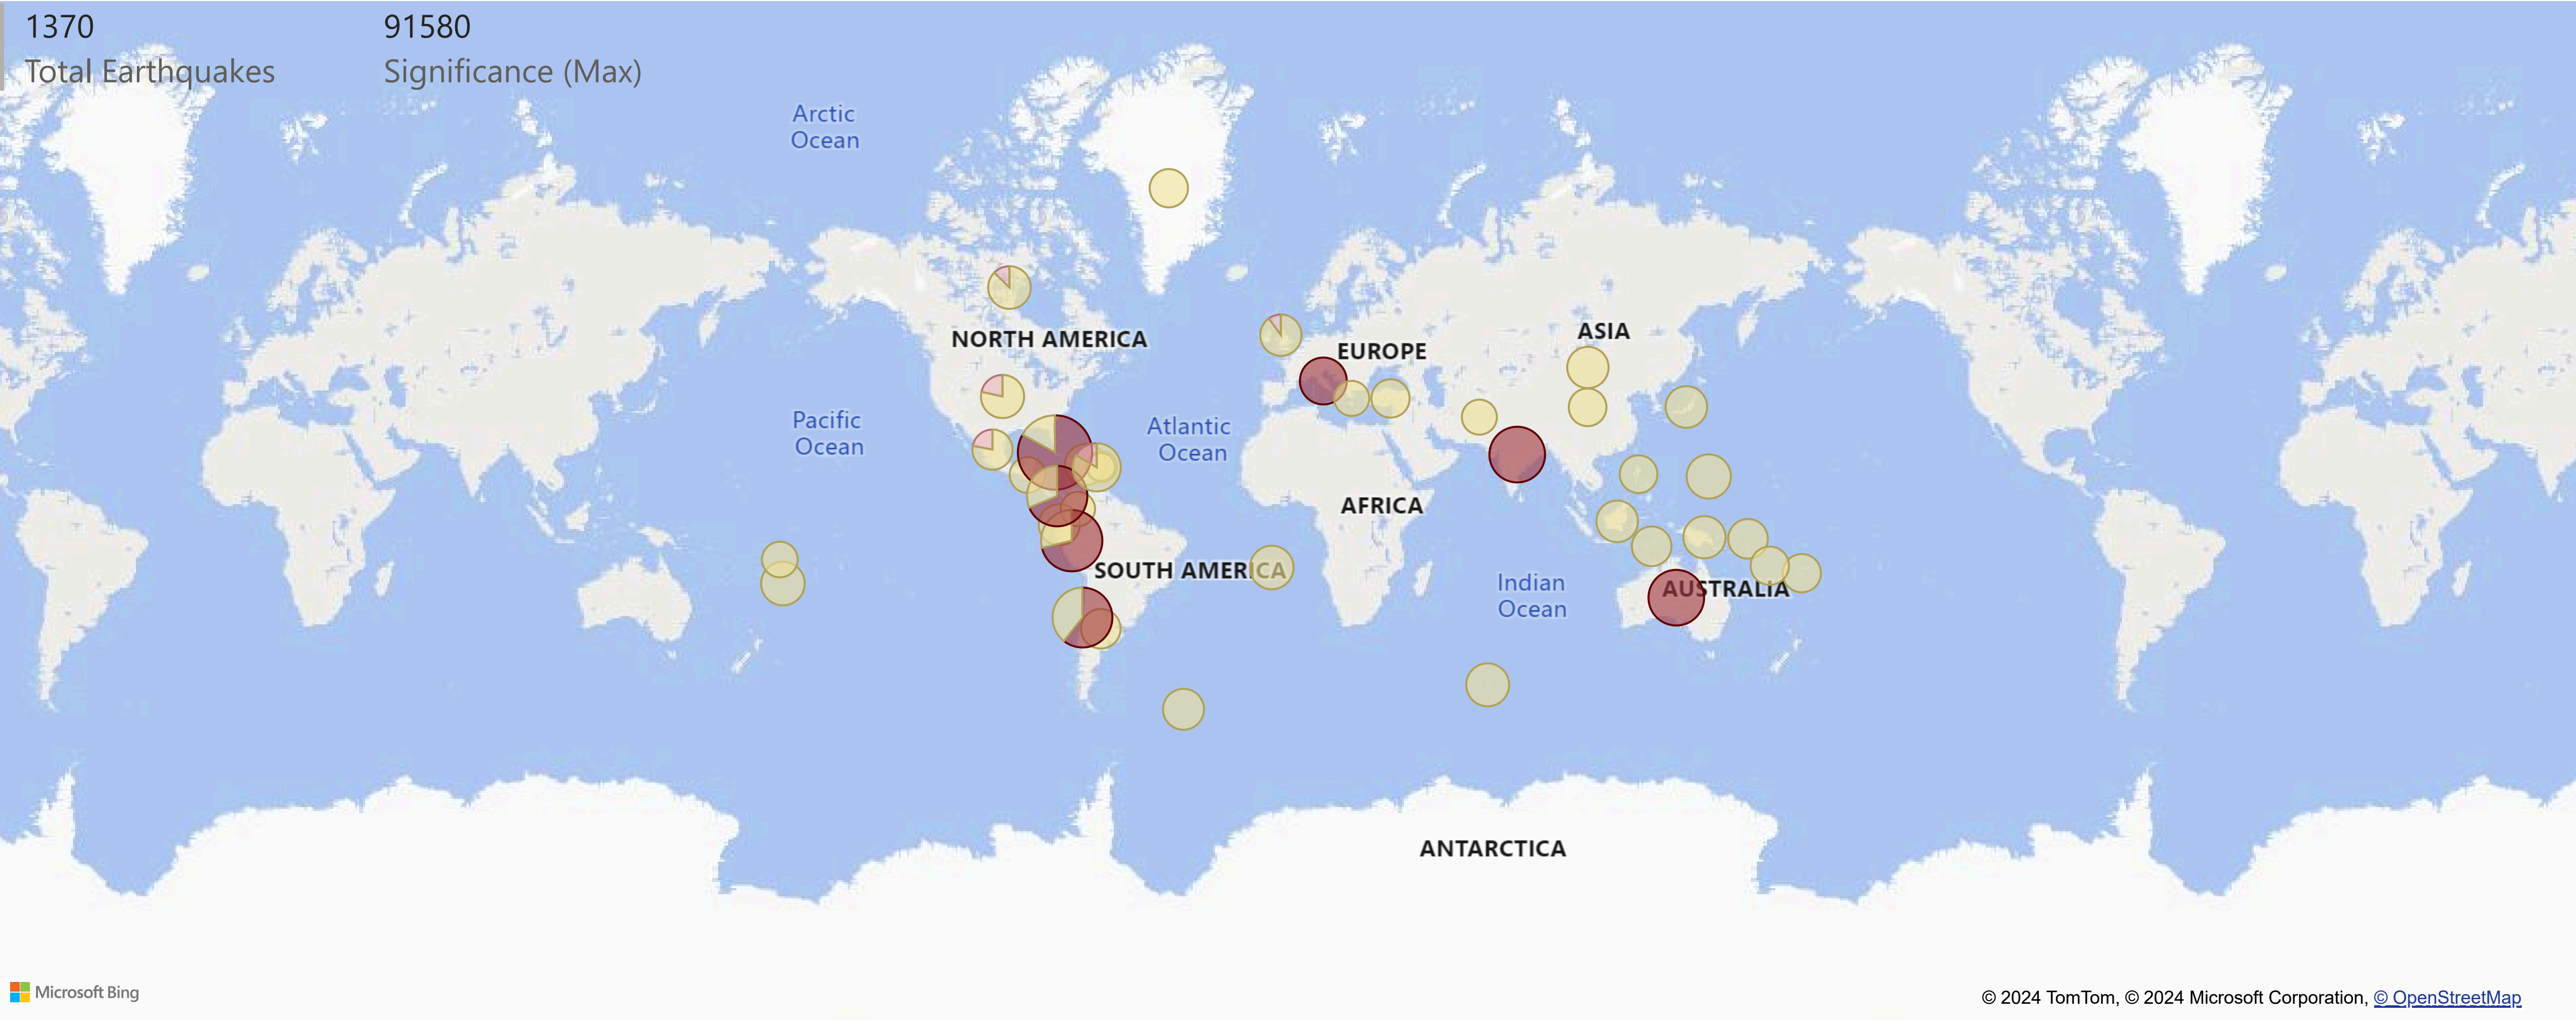 1370
Total Earthquakes
91580
Significance (Max)
Arctic
Ocean
NORTH AMERICA
EUROPE
ASIA
Pacific
Ocean
Atlantic
Ocean
AFRICA
SOUTH AMERICA
Indian
Ocean
AUSTRALIA
ANTARCTICA
Microsoft Bing
© 2024 TomTom, © 2024 Microsoft Corporation, © OpenStreetMap